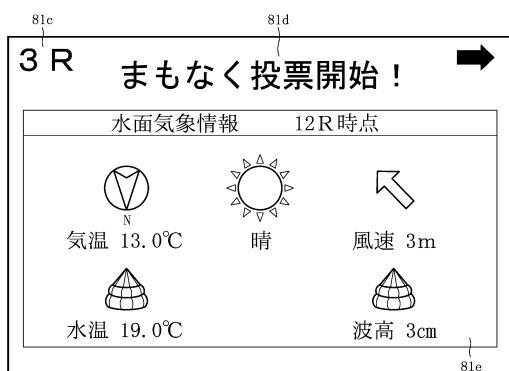 81c 81d
3R
まもなく投票開始！
水面気象情報 12R時点
N
気温 13.0℃ 晴 風速 3m
水温 19.0℃ 波高 3cm
81e